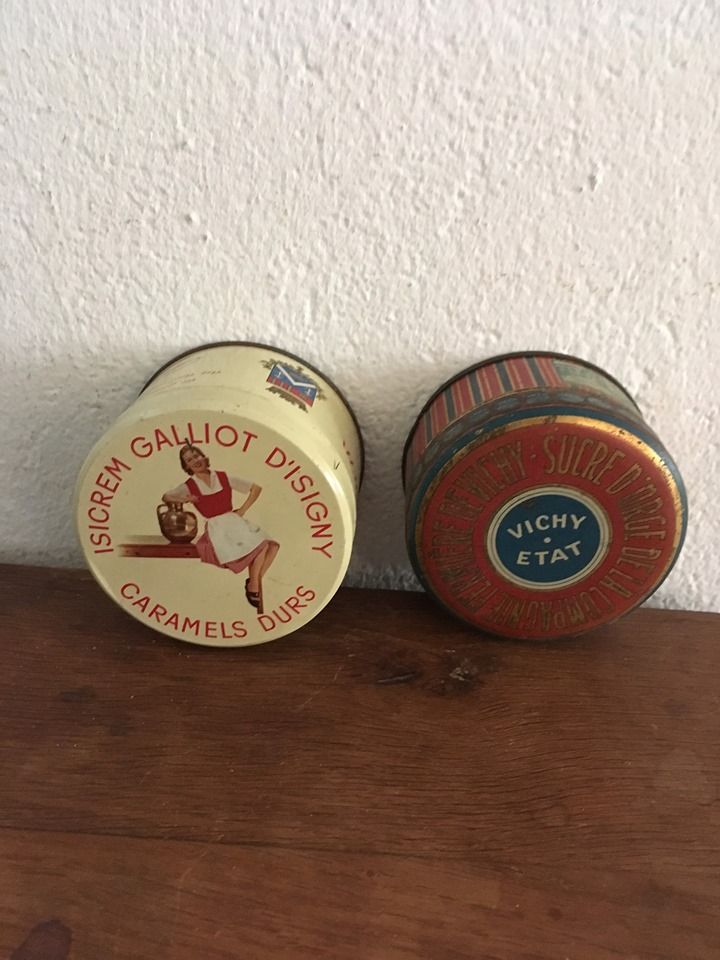 ISICREM GALLIOT D'ISIGNY
CARAMELS DURS
SUCRE D'ORGE DE LA COMPAGNIE FERMIÈRE DE VICHY
VICHY
ETAT